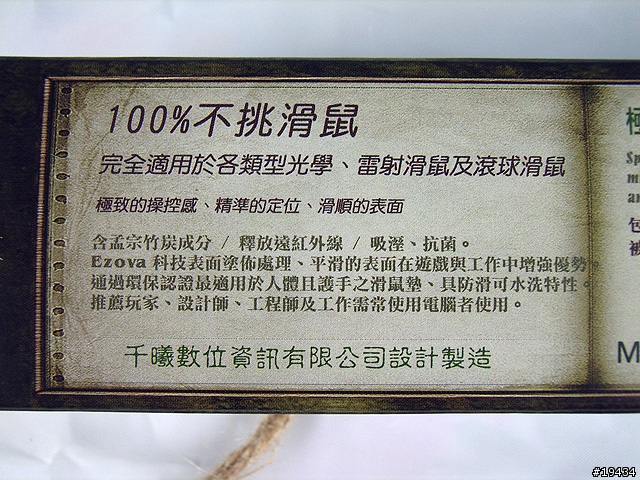 100%不挑滑鼠
完全適用於各類型光學、雷射滑鼠及滾球滑鼠
極致的操控感、精準的定位、滑順的表面
含孟宗竹炭成分 / 釋放遠紅外線 / 吸溼、抗菌。
Ezova 科技表面塗佈處理、平滑的表面在遊戲與工作中增強優勢。
通過環保認證最適用於人體且護手之滑鼠墊、具防滑可水洗特性。
推薦玩家、設計師、工程師及工作需常使用電腦者使用。
千曦數位資訊有限公司設計製造
極
Sp
m
an
包
M
#19434